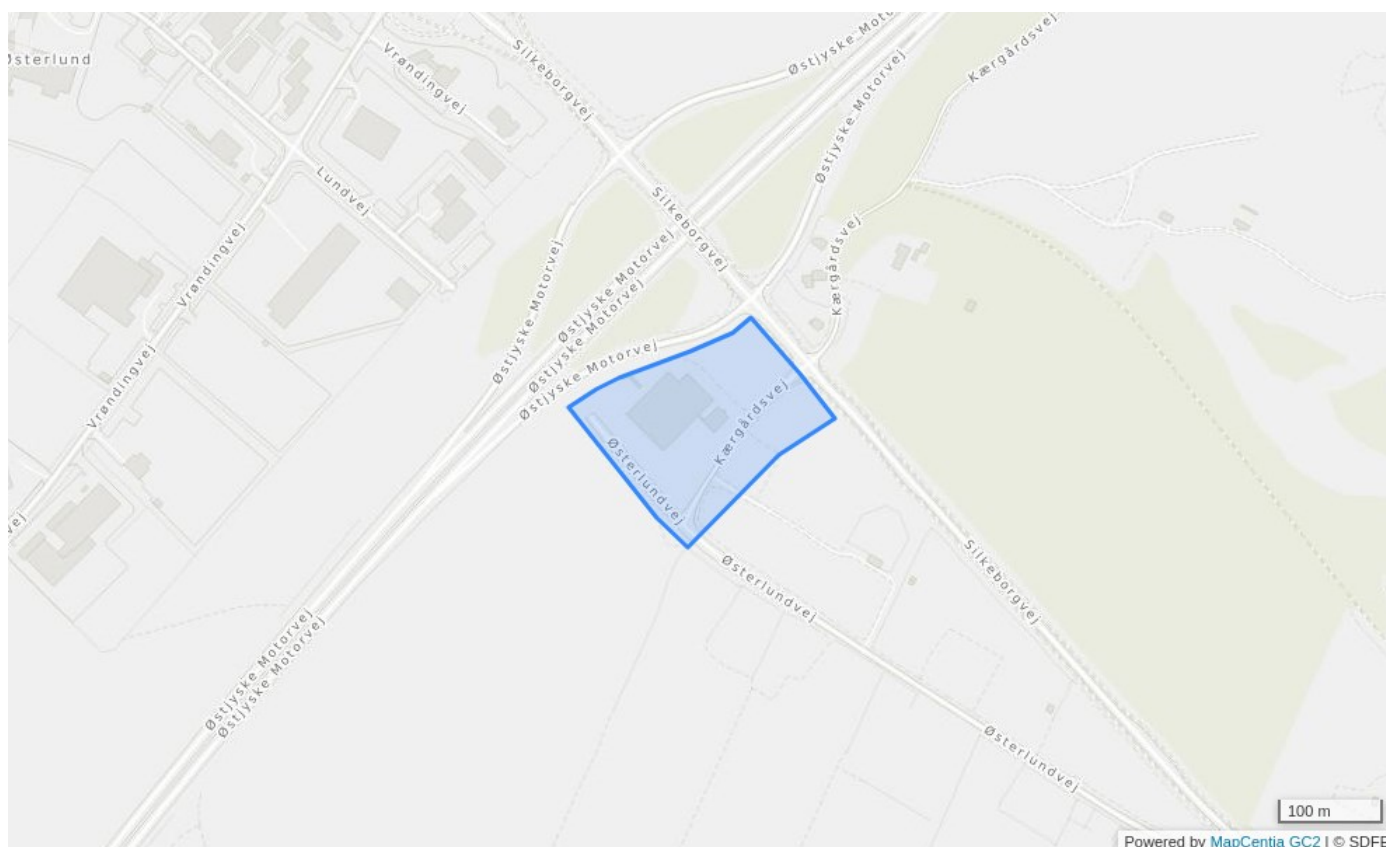 Østjyske Motorvej
Silkeborgvej
Kærgårdsvej
Vrøndingvej
Østerlund
Østjyske Motorvej
Lundvej
Silkeborgvej
Østjyske Motorvej
Kærgårdsvej
Vrøndingvej
Østjyske Motorvej
Østjyske Motorvej
Østjyske Motorvej
Østjyske Motorvej
Vrøndingvej
Kærgårdsvej
Østerlundvej
Silkeborgvej
Østerlundvej
Østjyske Motorvej
Østjyske Motorvej
Østerlundvej
100 m
Powered by MapCentia GC2 | © SDFE